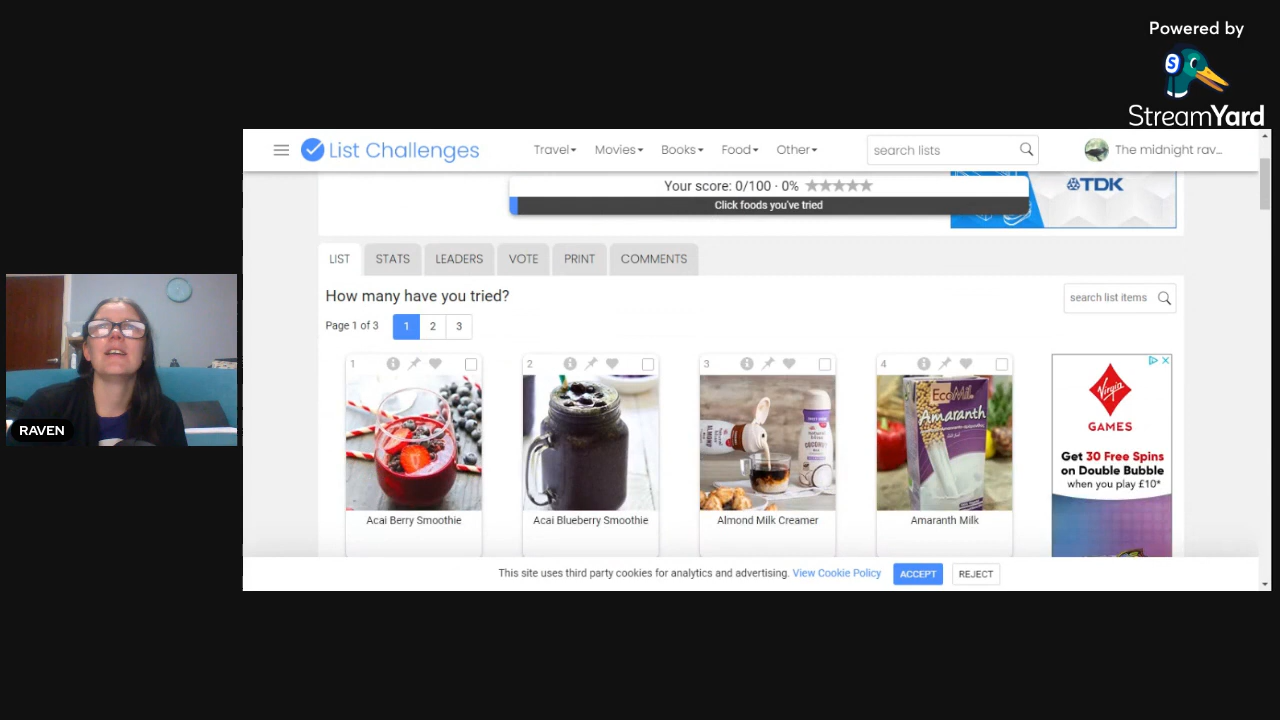 Powered by
S
StreamYard
List Challenges
Travel
Movies
Books
Food
Other
search lists
The midnight rav...
Your score: 0/100 · 0%
Click foods you've tried
TDK
LIST
STATS
LEADERS
VOTE
PRINT
COMMENTS
How many have you tried?
search list items
Page 1 of 3
1
2
3
1
2
3
4
EcoMil
Amaranth
Acai Berry Smoothie
Acai Blueberry Smoothie
Almond Milk Creamer
Amaranth Milk
Virgin
GAMES
Get 30 Free Spins
on Double Bubble
when you play £10*
RAVEN
This site uses third party cookies for analytics and advertising. View Cookie Policy
ACCEPT
REJECT